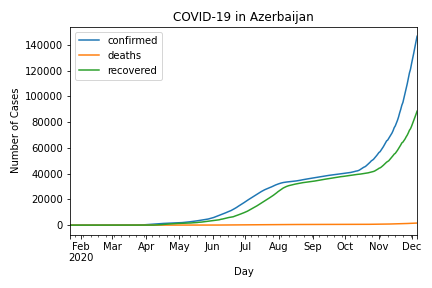 COVID-19 in Azerbaijan
confirmed
deaths
recovered
Number of Cases
140000
120000
100000
80000
60000
40000
20000
0
Feb Mar Apr May Jun Jul Aug Sep Oct Nov Dec
2020
Day